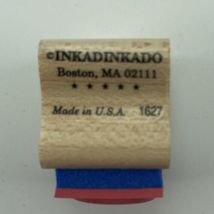 ©INKADINKADO
Boston, MA 02111
★ ★ ★ ★ ★
Made in U.S.A. 1627